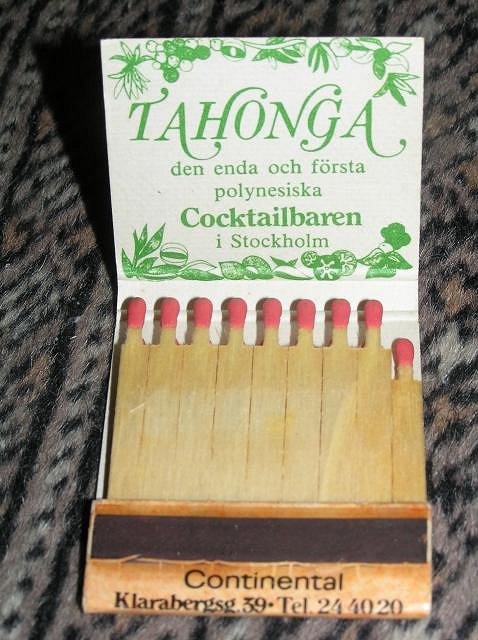 TAHONGA
den enda och första
polynesiska
Cocktailbaren
i Stockholm
Continental
Klarabergsg. 39 • Tel. 24 40 20